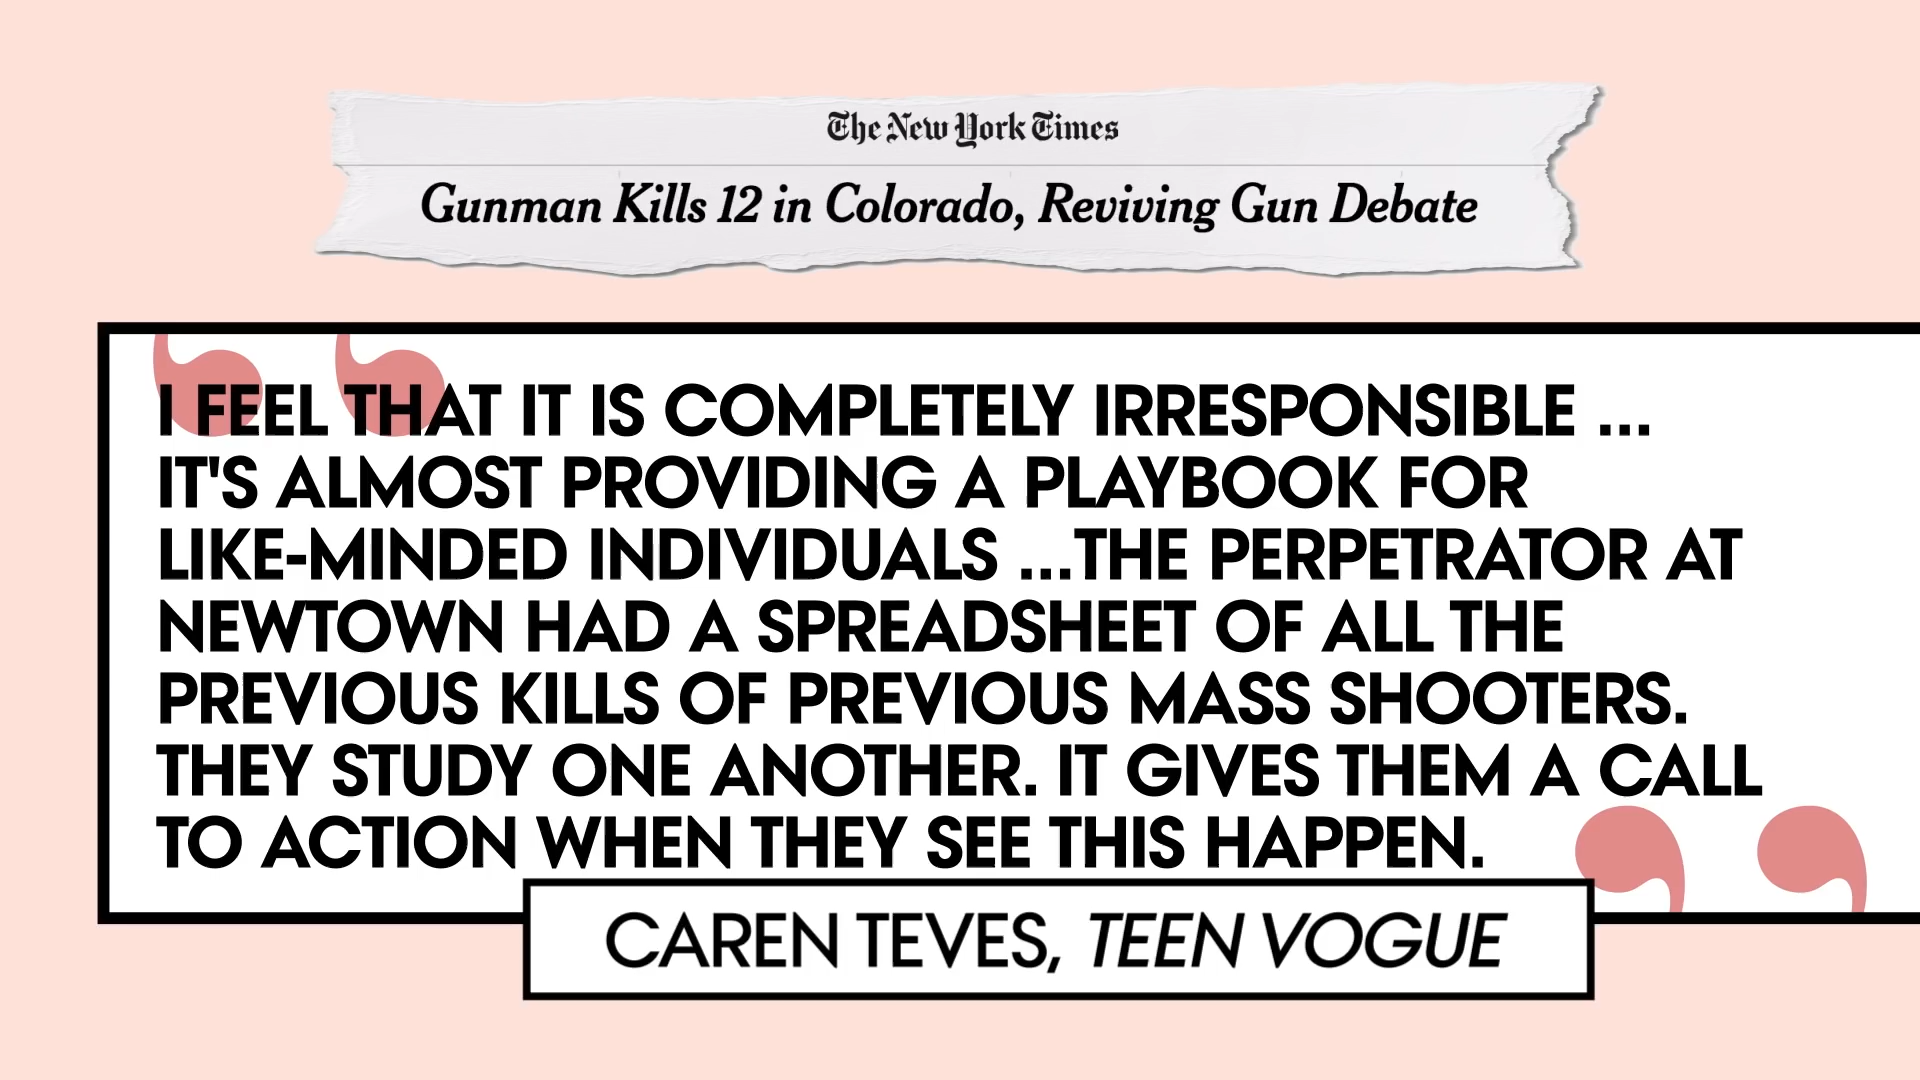 The New York Times
Gunman Kills 12 in Colorado, Reviving Gun Debate
I FEEL THAT IT IS COMPLETELY IRRESPONSIBLE ...
IT'S ALMOST PROVIDING A PLAYBOOK FOR
LIKE-MINDED INDIVIDUALS ...THE PERPETRATOR AT
NEWTOWN HAD A SPREADSHEET OF ALL THE
PREVIOUS KILLS OF PREVIOUS MASS SHOOTERS.
THEY STUDY ONE ANOTHER. IT GIVES THEM A CALL
TO ACTION WHEN THEY SEE THIS HAPPEN.
CAREN TEVES, TEEN VOGUE